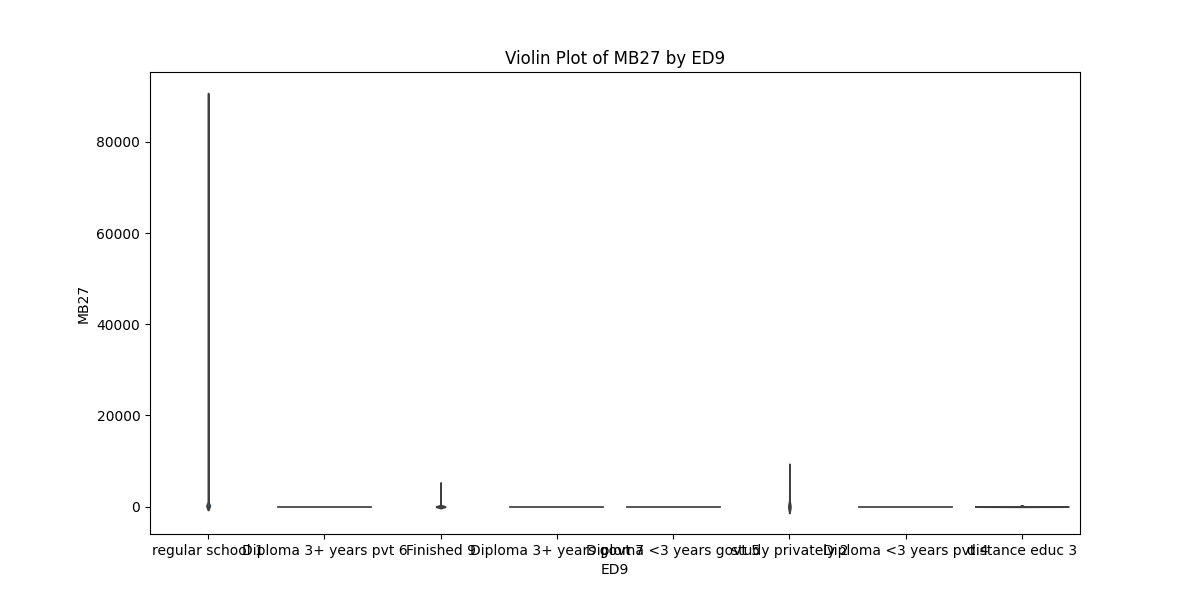 Violin Plot of MB27 by ED9
MB27
80000
60000
40000
20000
0
regular school 1
Diploma 3+ years pvt 6
Finished 9
Diploma 3+ years govt 7
Diploma <3 years govt 5
study privately 2
Diploma <3 years pvt 4
distance educ 3
ED9